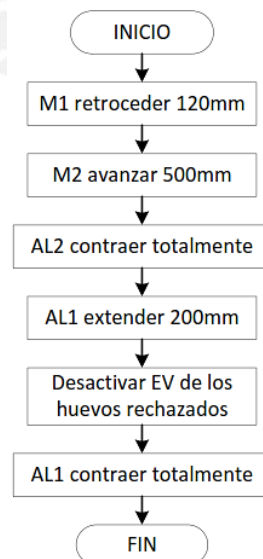 INICIO
M1 retroceder 120mm
M2 avanzar 500mm
AL2 contraer totalmente
AL1 extender 200mm
Desactivar EV de los
huevos rechazados
AL1 contraer totalmente
FIN